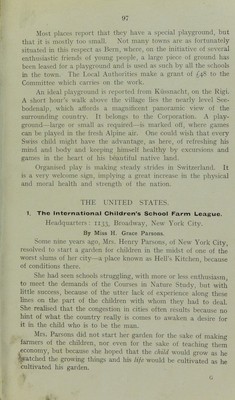 97
Most places report that they have a special playground, but
that it is mostly too small. Not many towns are as fortunately
situated in this respect as Bern, where, on the initiative of several
enthusiastic friends of young people, a large piece of ground has
been leased for a playground and is used as such by all the schools
in the town. The Local Authorities make a grant of £48 to the
Committee which carries on the work.
An ideal playground is reported from Küssnacht, on the Rigi.
A short hour's walk above the village lies the nearly level See-
bodenalp, which affords a magnificent panoramic view of the
surrounding country. It belongs to the Corporation. A play-
ground—large or small as required—is marked off, where games
can be played in the fresh Alpine air. One could wish that every
Swiss child might have the advantage, as here, of refreshing his
mind and body and keeping himself healthy by excursions and
games in the heart of his beautiful native land.
Organised play is making steady strides in Switzerland. It
is a very welcome sign, implying a great increase in the physical
and moral health and strength of the nation.
THE UNITED STATES.
I. The International Children's School Farm League.
Headquarters: 1135, Broadway, New York City.
By Miss H. Grace Parsons.
Some nine years ago, Mrs. Henry Parsons, of New York City,
resolved to start a garden for children in the midst of one of the
worst slums of her city—a place known as Hell's Kitchen, because
of conditions there.
She had seen schools struggling, with more or less enthusiasm,
to meet the demands of the Courses in Nature Study, but with
little success, because of the utter lack of experience along these
lines on the part of the children with whom they had to deal.
She realised that the congestion in cities often results because no
hint of what the country really is comes to awaken a desire for
it in the child who is to be the man.
Mrs. Parsons did not start her garden for the sake of making
farmers of the children, nor even for the sake of teaching them
economy, but because she hoped that the child would grow as he
watched the growing things and his life would be cultivated as he
cultivated his garden.
G